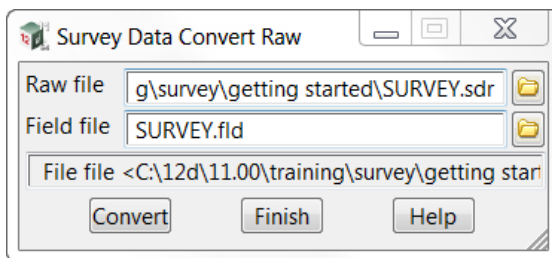 Survey Data Convert Raw
Raw file g\survey\getting started\SURVEY.sdr
Field file SURVEY.fld
File file <C:\12d\11.00\training\survey\getting start
Convert Finish Help